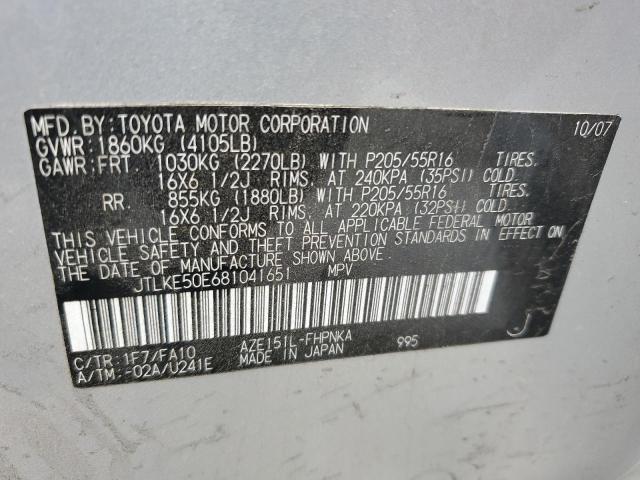 MFD.BY:TOYOTA MOTOR CORPORATION 10/07
GVWR:1860KG (4105LB)
GAWR:FRT 1030KG (2270LB) WITH P205/55R16 TIRES.
16X6 1/2J RIMS. AT 240KPA (35PSI) COLD.
RR. 855KG (1880LB) WITH P205/55R16 TIRES.
16X6 1/2J RIMS. AT 220KPA (32PSI) COLD.
THIS VEHICLE CONFORMS TO ALL APPLICABLE FEDERAL MOTOR
VEHICLE SAFETY AND THEFT PREVENTION STANDARDS IN EFFECT ON
THE DATE OF MANUFACTURE SHOWN ABOVE.
JTLKE50E681041651 MPV
C/TR:1F7/FA10 AZE151L-FHPNKA 995
A/TM:-02A/U241E MADE IN JAPAN
J